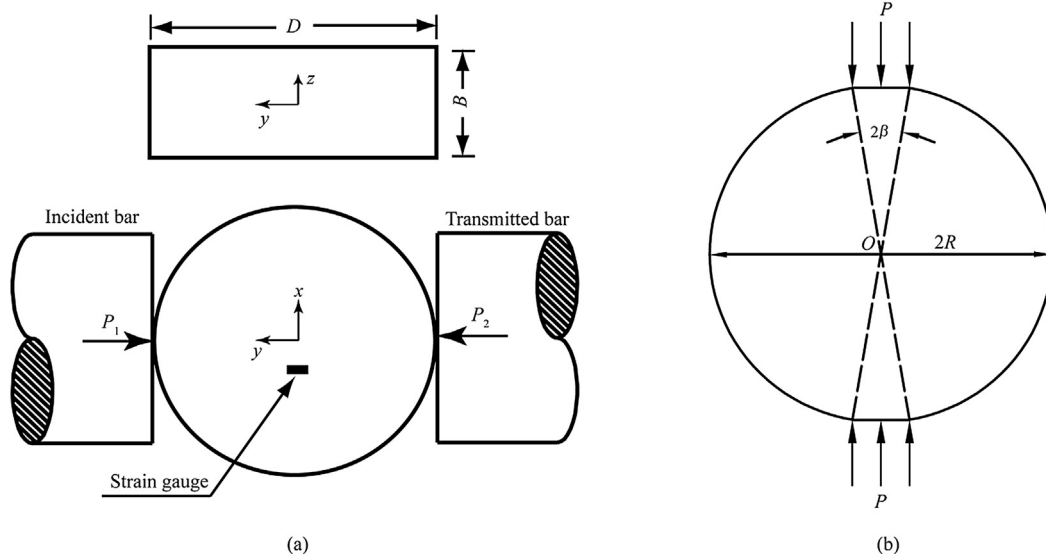 D
z
y
B
Incident bar
Transmitted bar
x
P₁
P₂
y
Strain gauge
(a)
P
2β
O
2R
P
(b)